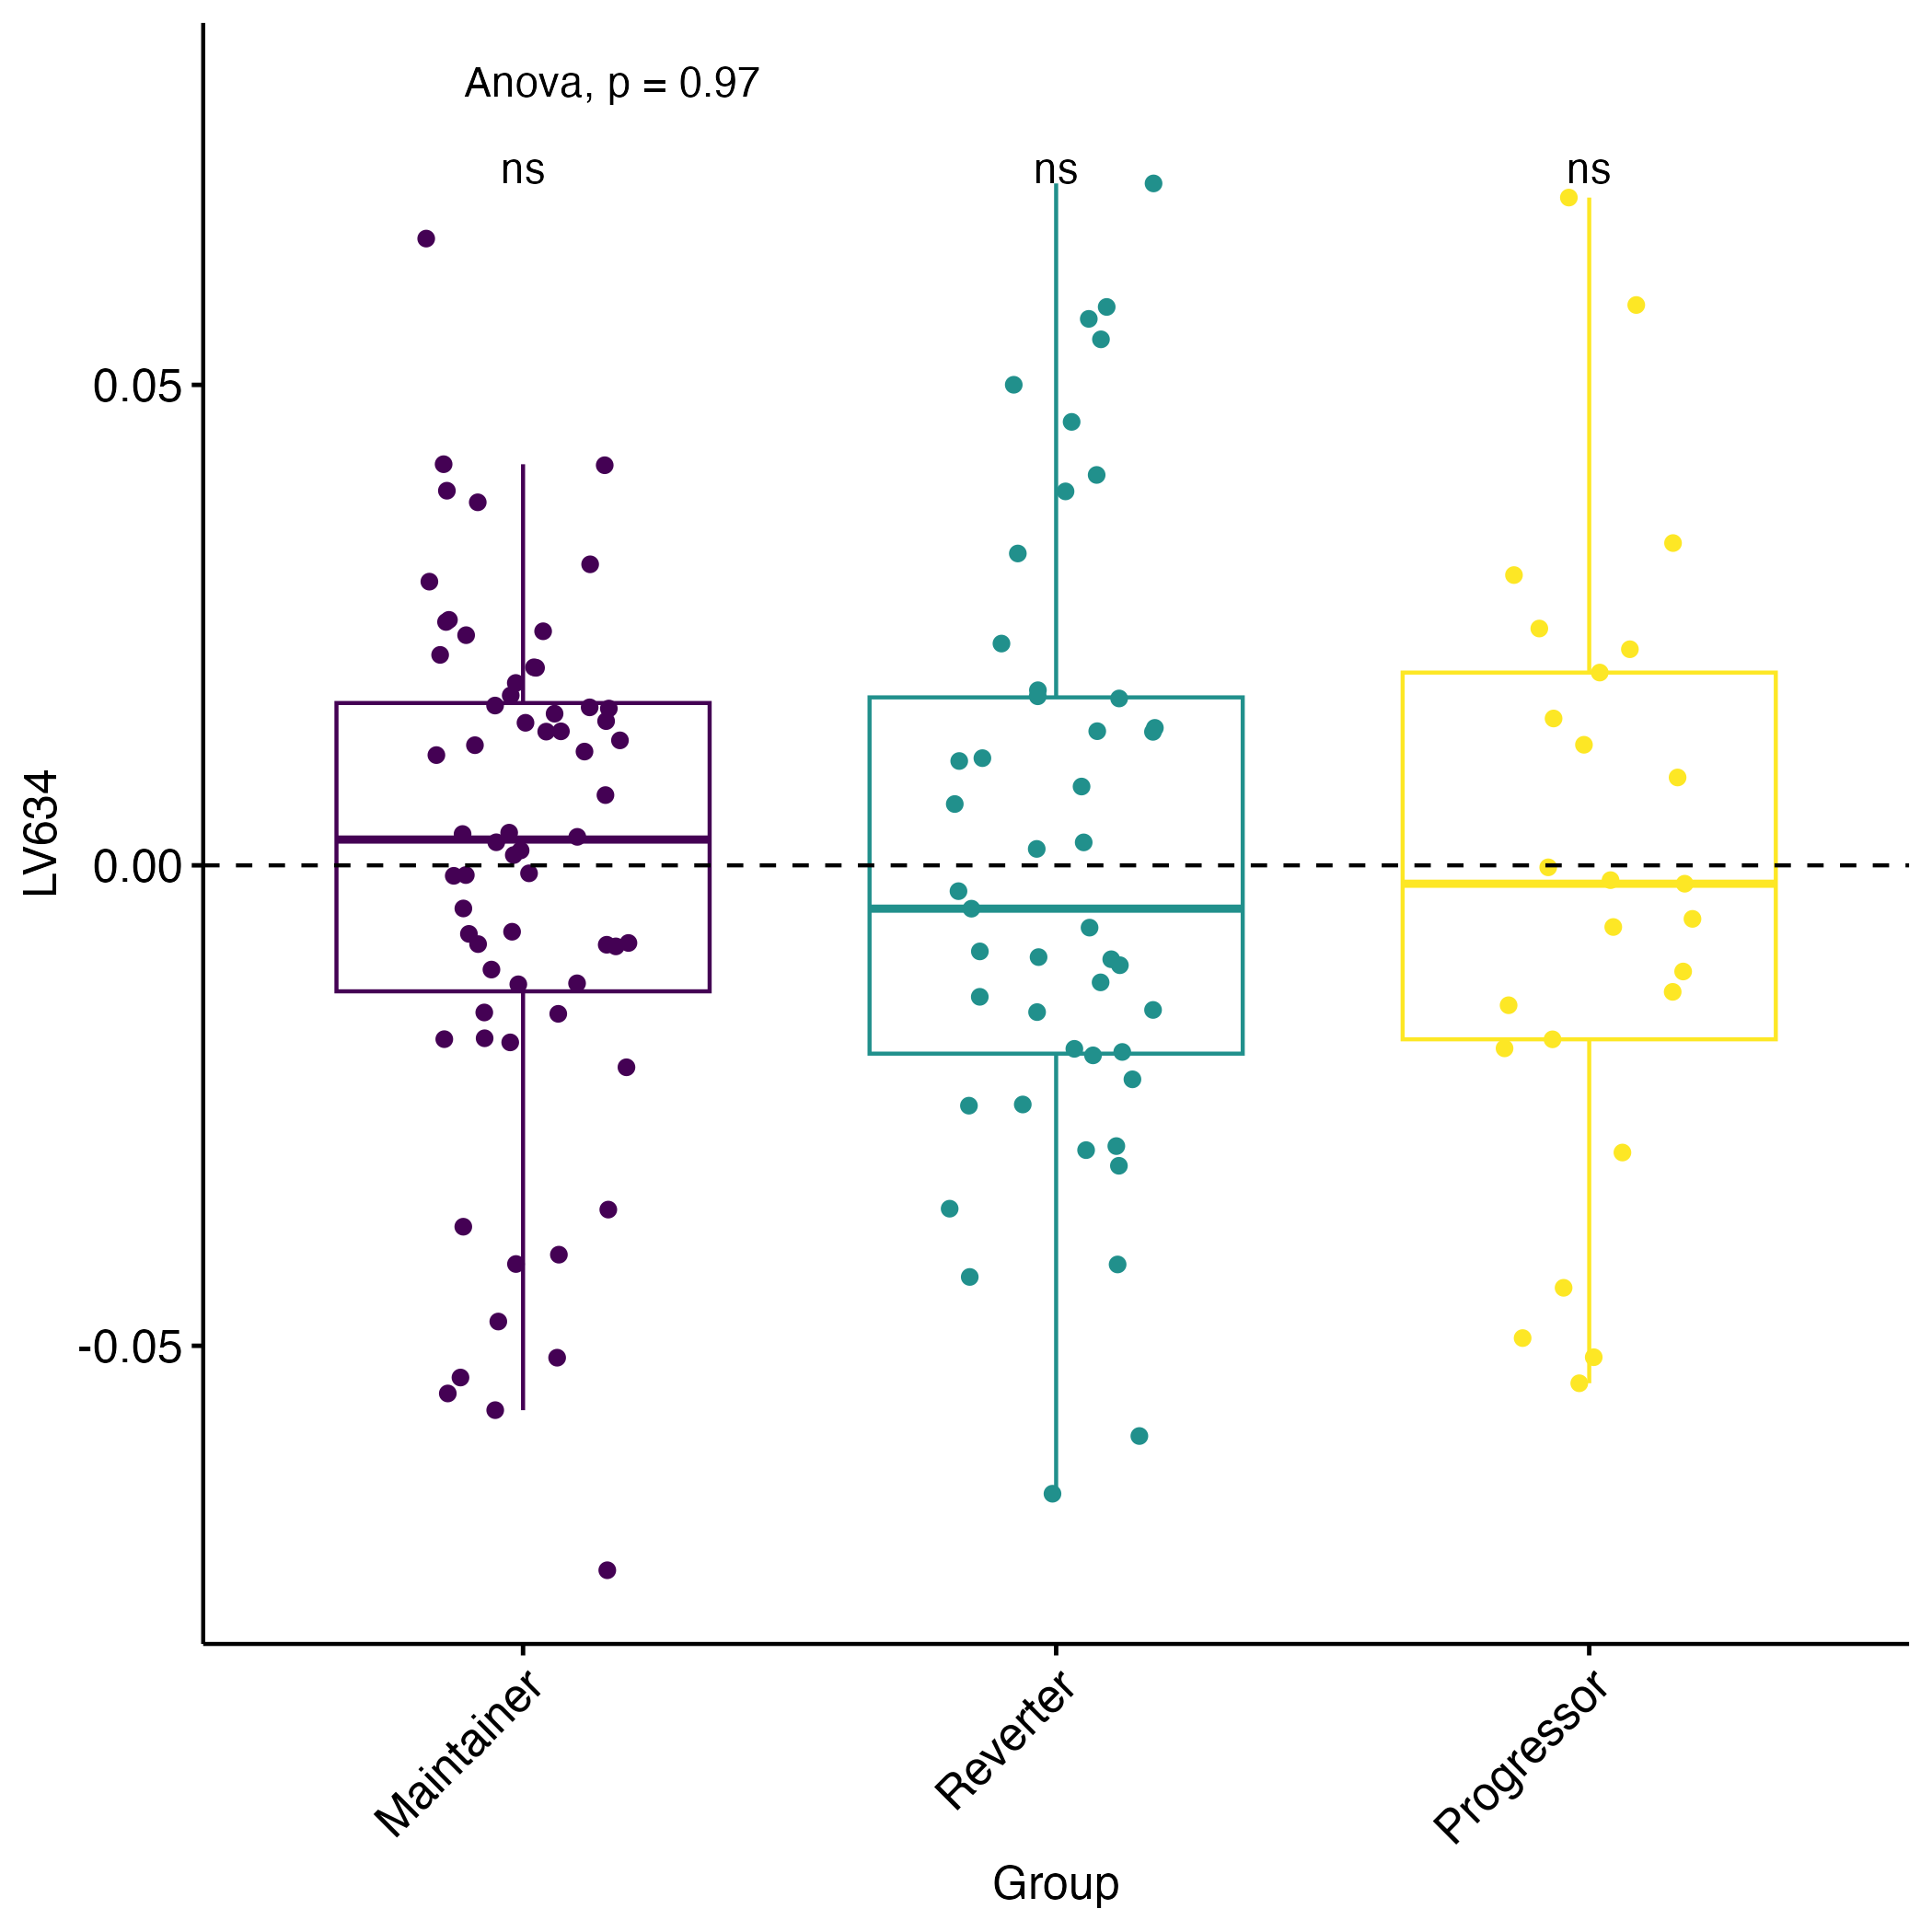 Anova, p = 0.97
ns ns ns
0.05
0.00
-0.05
LV634
Maintainer Reverter Progressor
Group